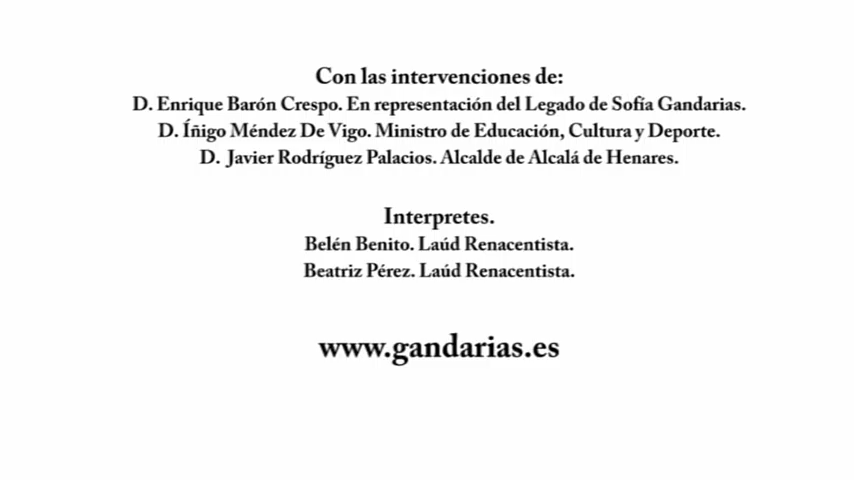 Con las intervenciones de:
D. Enrique Barón Crespo. En representación del Legado de Sofía Gandarias.
D. Íñigo Méndez De Vigo. Ministro de Educación, Cultura y Deporte.
D. Javier Rodríguez Palacios. Alcalde de Alcalá de Henares.
Interpretes.
Belén Benito. Laúd Renacentista.
Beatriz Pérez. Laúd Renacentista.
www.gandarias.es